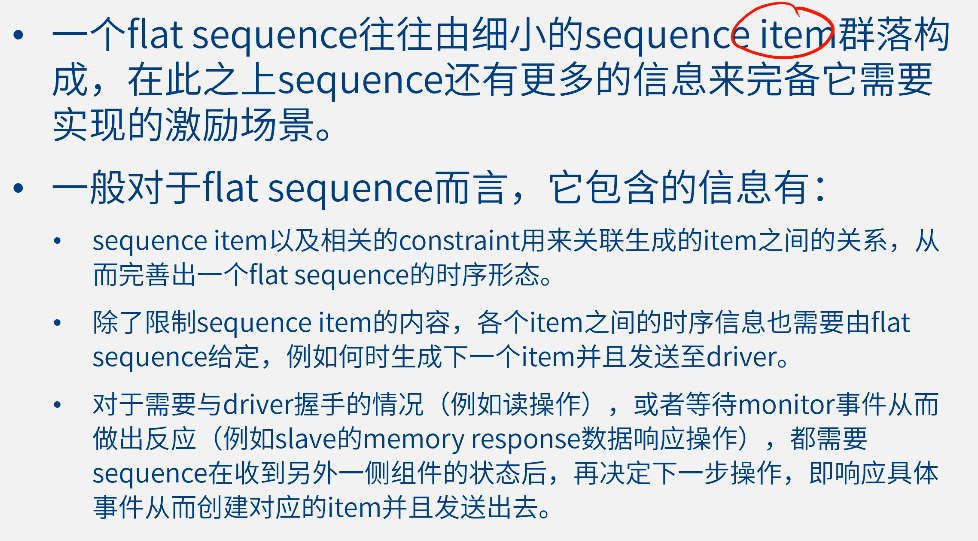 • 一个flat sequence往往由细小的sequence item群落构
成，在此之上sequence还有更多的信息来完备它需要
实现的激励场景。
• 一般对于flat sequence而言，它包含的信息有：
• sequence item以及相关的constraint用来关联生成的item之间的关系，从
而完善出一个flat sequence的时序形态。
• 除了限制sequence item的内容，各个item之间的时序信息也需要由flat
sequence给定，例如何时生成下一个item并且发送至driver。
• 对于需要与driver握手的情况（例如读操作），或者等待monitor事件从而
做出反应（例如slave的memory response数据响应操作），都需要
sequence在收到另外一侧组件的状态后，再决定下一步操作，即响应具体
事件从而创建对应的item并且发送出去。